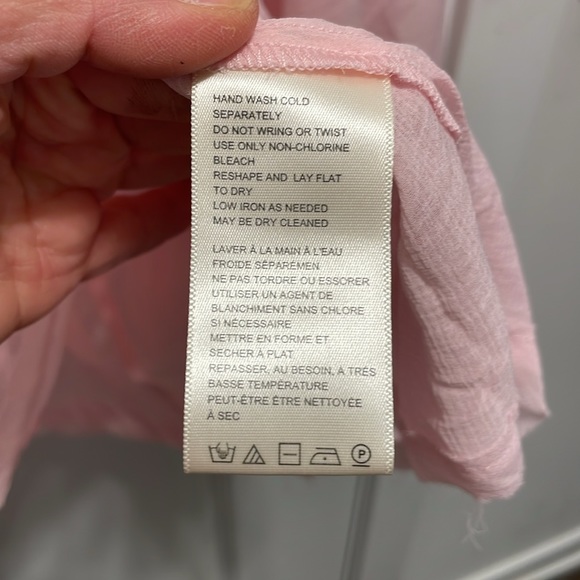 HAND WASH COLD
SEPARATELY
DO NOT WRING OR TWIST
USE ONLY NON-CHLORINE
BLEACH
RESHAPE AND LAY FLAT
TO DRY
LOW IRON AS NEEDED
MAY BE DRY CLEANED
LAVER À LA MAIN À L'EAU
FROIDE SÉPARÉMEN
NE PAS TORDRE OU ESSORER
UTILISER UN AGENT DE
BLANCHIMENT SANS CHLORE
SI NÉCESSAIRE
METTRE EN FORME ET
SECHER À PLAT
REPASSER, AU BESOIN, A TRÉS
BASSE TEMPÉRATURE
PEUT-ÊTRE ÊTRE NETTOYÉE
À SEC
P